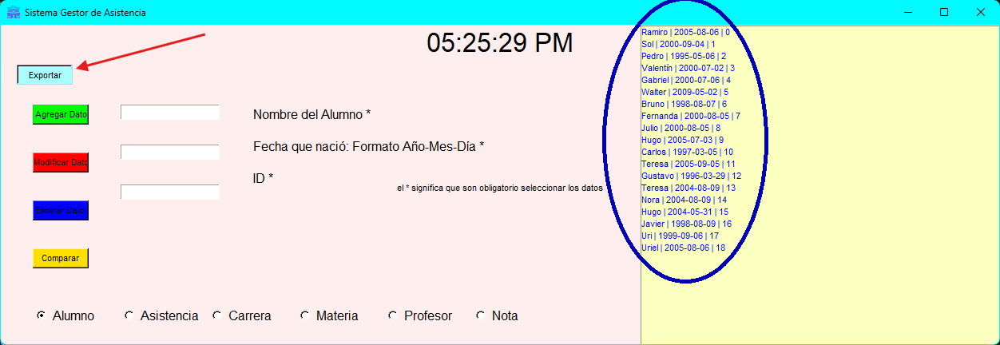 Sistema Gestor de Asistencia
05:25:29 PM
Exportar
Agregar Dato
Modificar Dato
Eliminar Dato
Comparar
Nombre del Alumno *
Fecha que nació: Formato Año-Mes-Día *
ID *
el * significa que son obligatorio seleccionar los datos
Alumno
Asistencia
Carrera
Materia
Profesor
Nota
Ramiro | 2005-08-06 | 0
Sol | 2000-09-04 | 1
Pedro | 1995-05-06 | 2
Valentín | 2000-07-02 | 3
Gabriel | 2000-07-06 | 4
Walter | 2009-05-02 | 5
Bruno | 1998-08-07 | 6
Fernanda | 2000-08-05 | 7
Julio | 2000-08-05 | 8
Hugo | 2005-07-03 | 9
Carlos | 1997-03-05 | 10
Teresa | 2005-09-05 | 11
Gustavo | 1996-03-29 | 12
Teresa | 2004-08-09 | 13
Nora | 2004-08-09 | 14
Hugo | 2004-05-31 | 15
Javier | 1998-08-09 | 16
Uri | 1999-09-06 | 17
Uriel | 2005-08-06 | 18